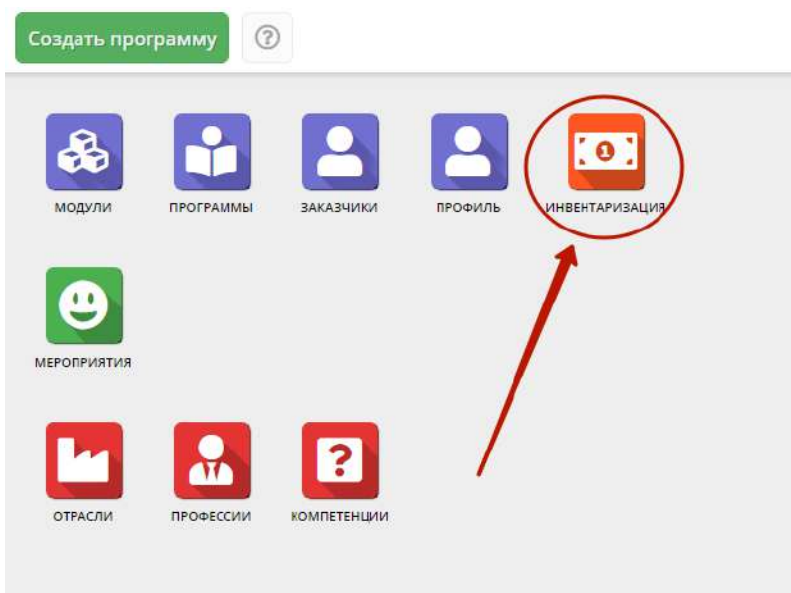 Создать программу
МОДУЛИ
ПРОГРАММЫ
ЗАКАЗЧИКИ
ПРОФИЛЬ
ИНВЕНТАРИЗАЦИЯ
МЕРОПРИЯТИЯ
ОТРАСЛИ
ПРОФЕССИИ
КОМПЕТЕНЦИИ